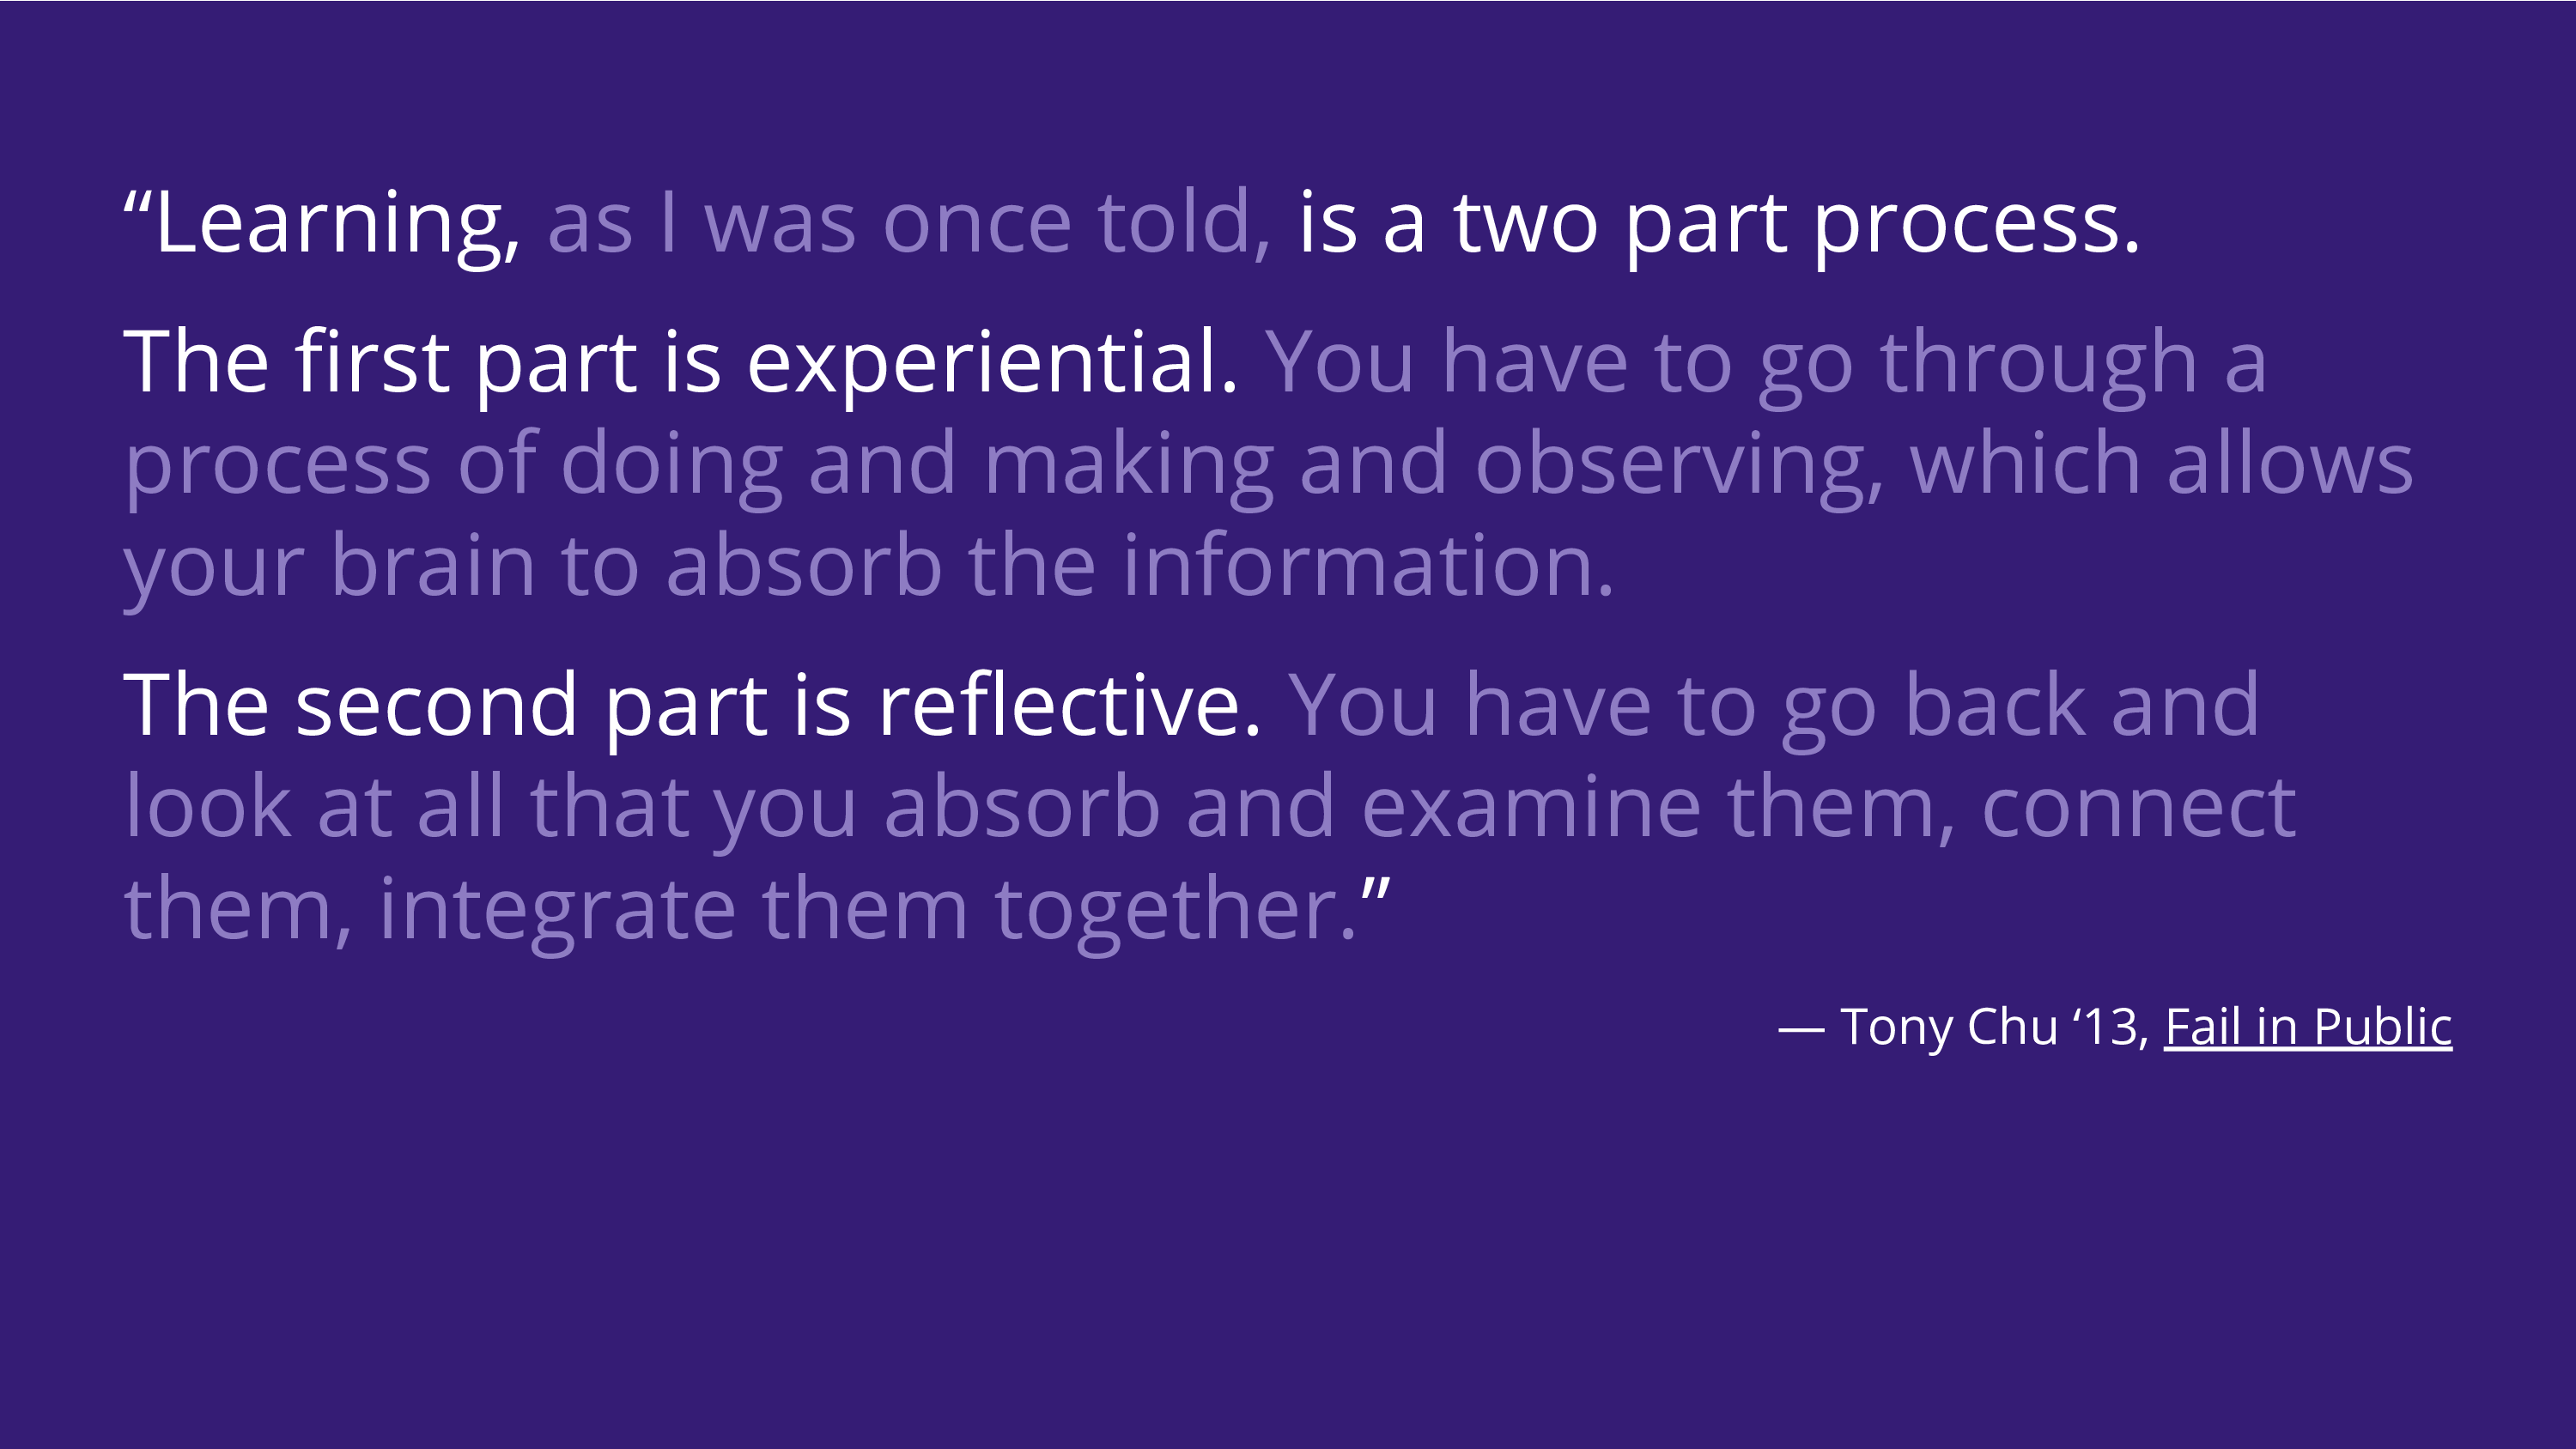 “Learning, as I was once told, is a two part process.
The first part is experiential. You have to go through a
process of doing and making and observing, which allows
your brain to absorb the information.
The second part is reflective. You have to go back and
look at all that you absorb and examine them, connect
them, integrate them together.”
— Tony Chu ‘13, Fail in Public